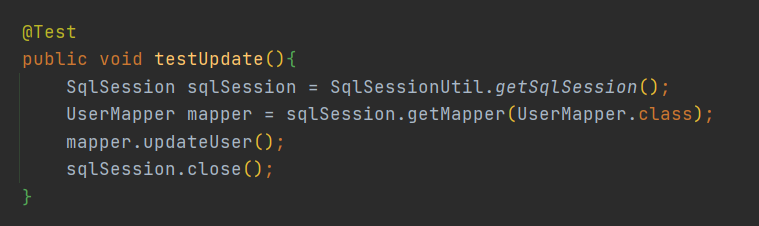 @Test
public void testUpdate(){
    SqlSession sqlSession = SqlSessionUtil.getSqlSession();
    UserMapper mapper = sqlSession.getMapper(UserMapper.class);
    mapper.updateUser();
    sqlSession.close();
}